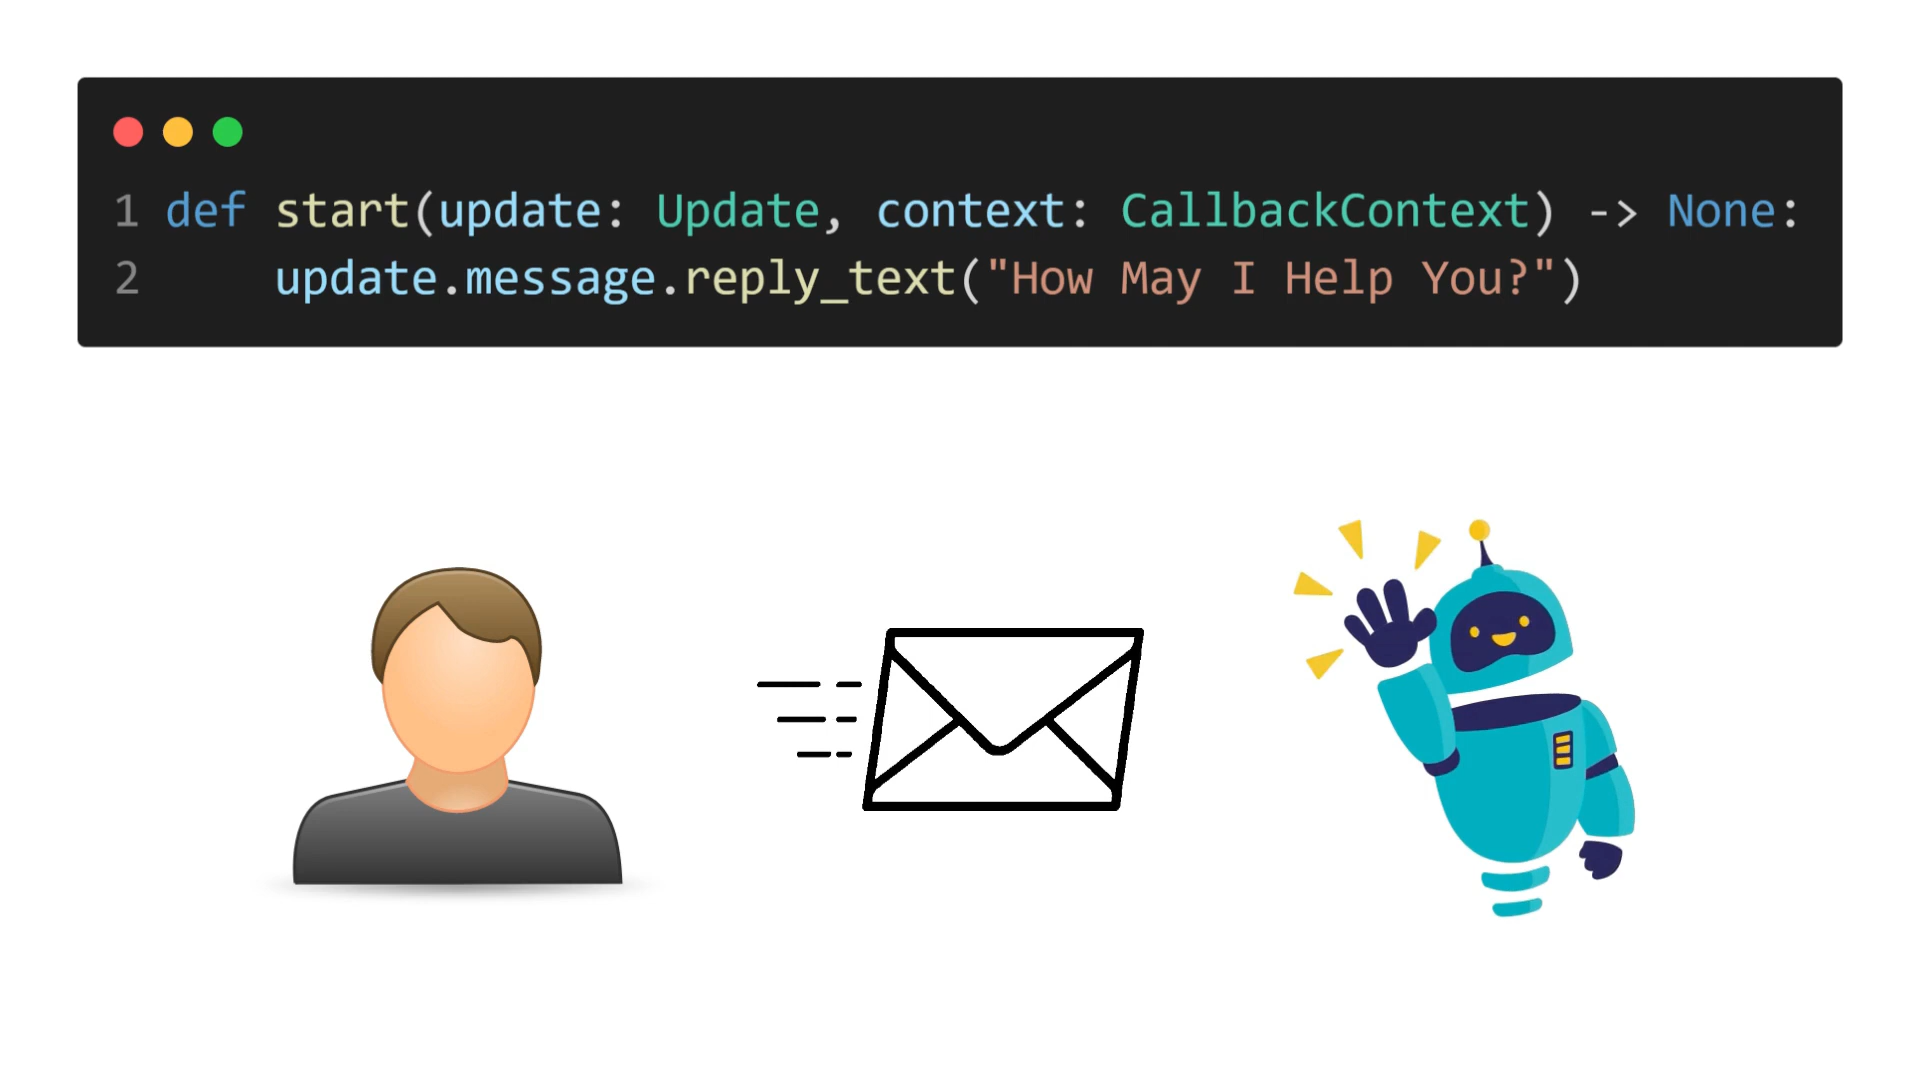 1 def start(update: Update, context: CallbackContext) -> None:
2     update.message.reply_text("How May I Help You?")